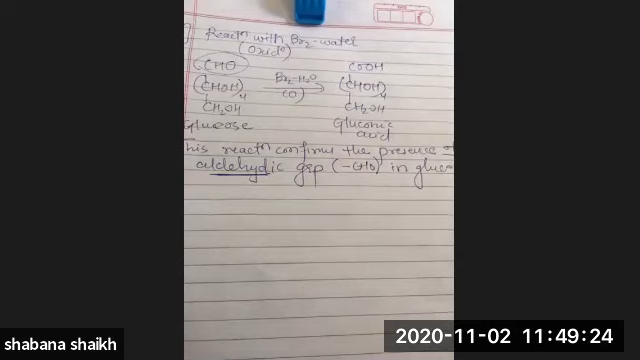 Reactn with Br2-water
(Oxidn)
CHO
(CHOH)4
CH2OH
Glucose
Br2-H2O
(O)
COOH
(CHOH)4
CH2OH
Gluconic
acid
This reactn confirms the presence of
aldehydic grp (-CHO) in gluco
shabana shaikh
2020-11-02 11:49:24